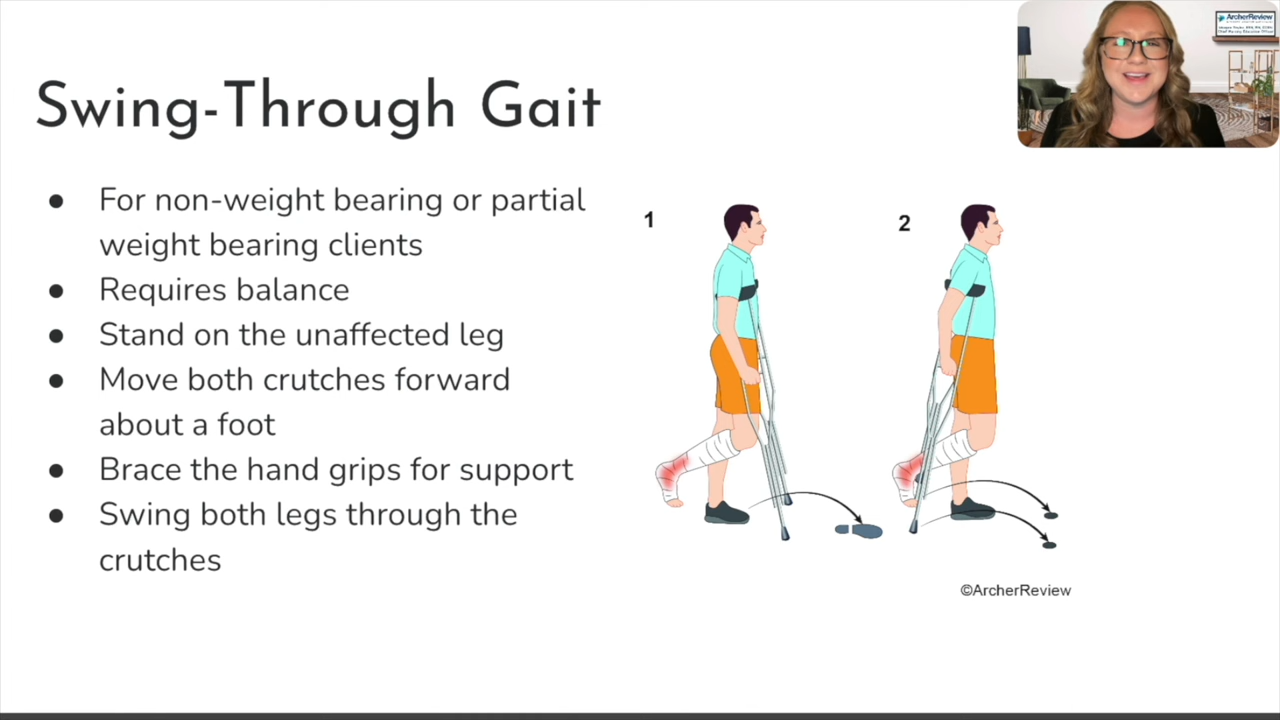 ArcherReview
Swing-Through Gait
● For non-weight bearing or partial
weight bearing clients
● Requires balance
● Stand on the unaffected leg
● Move both crutches forward
about a foot
● Brace the hand grips for support
● Swing both legs through the
crutches
1
2
©ArcherReview